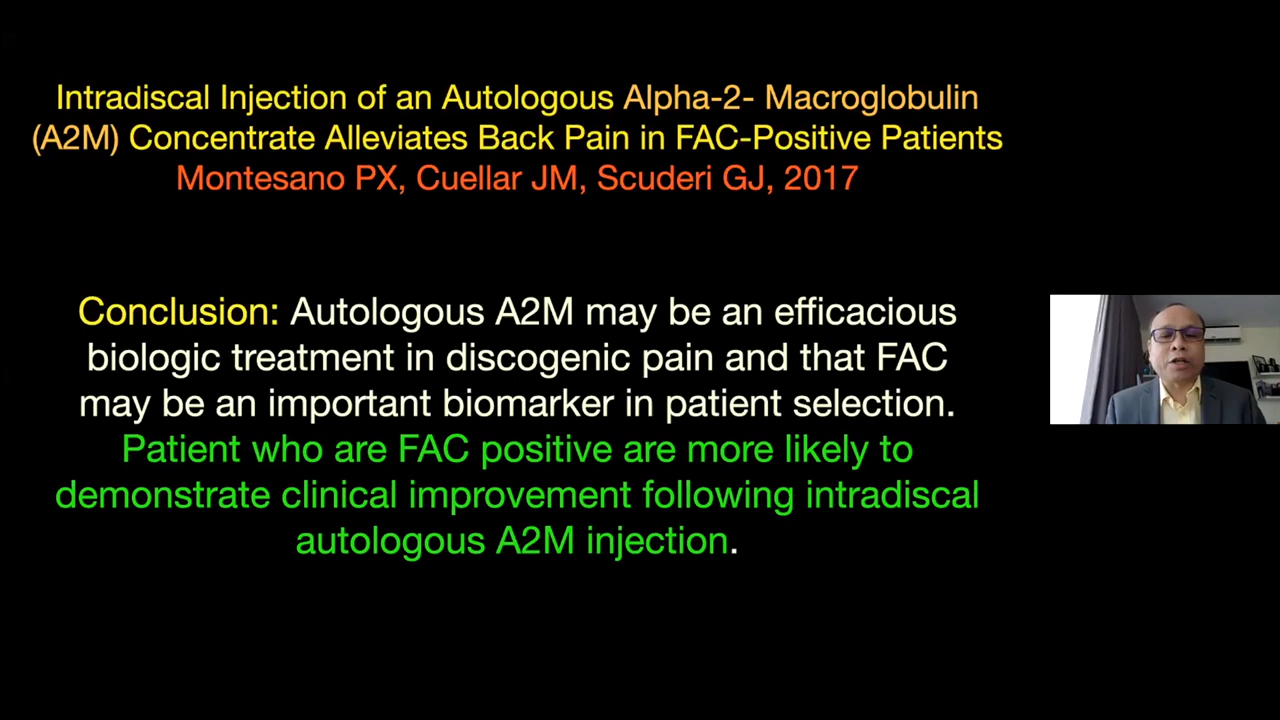 Intradiscal Injection of an Autologous Alpha-2- Macroglobulin
(A2M) Concentrate Alleviates Back Pain in FAC-Positive Patients
Montesano PX, Cuellar JM, Scuderi GJ, 2017
Conclusion: Autologous A2M may be an efficacious
biologic treatment in discogenic pain and that FAC
may be an important biomarker in patient selection.
Patient who are FAC positive are more likely to
demonstrate clinical improvement following intradiscal
autologous A2M injection.